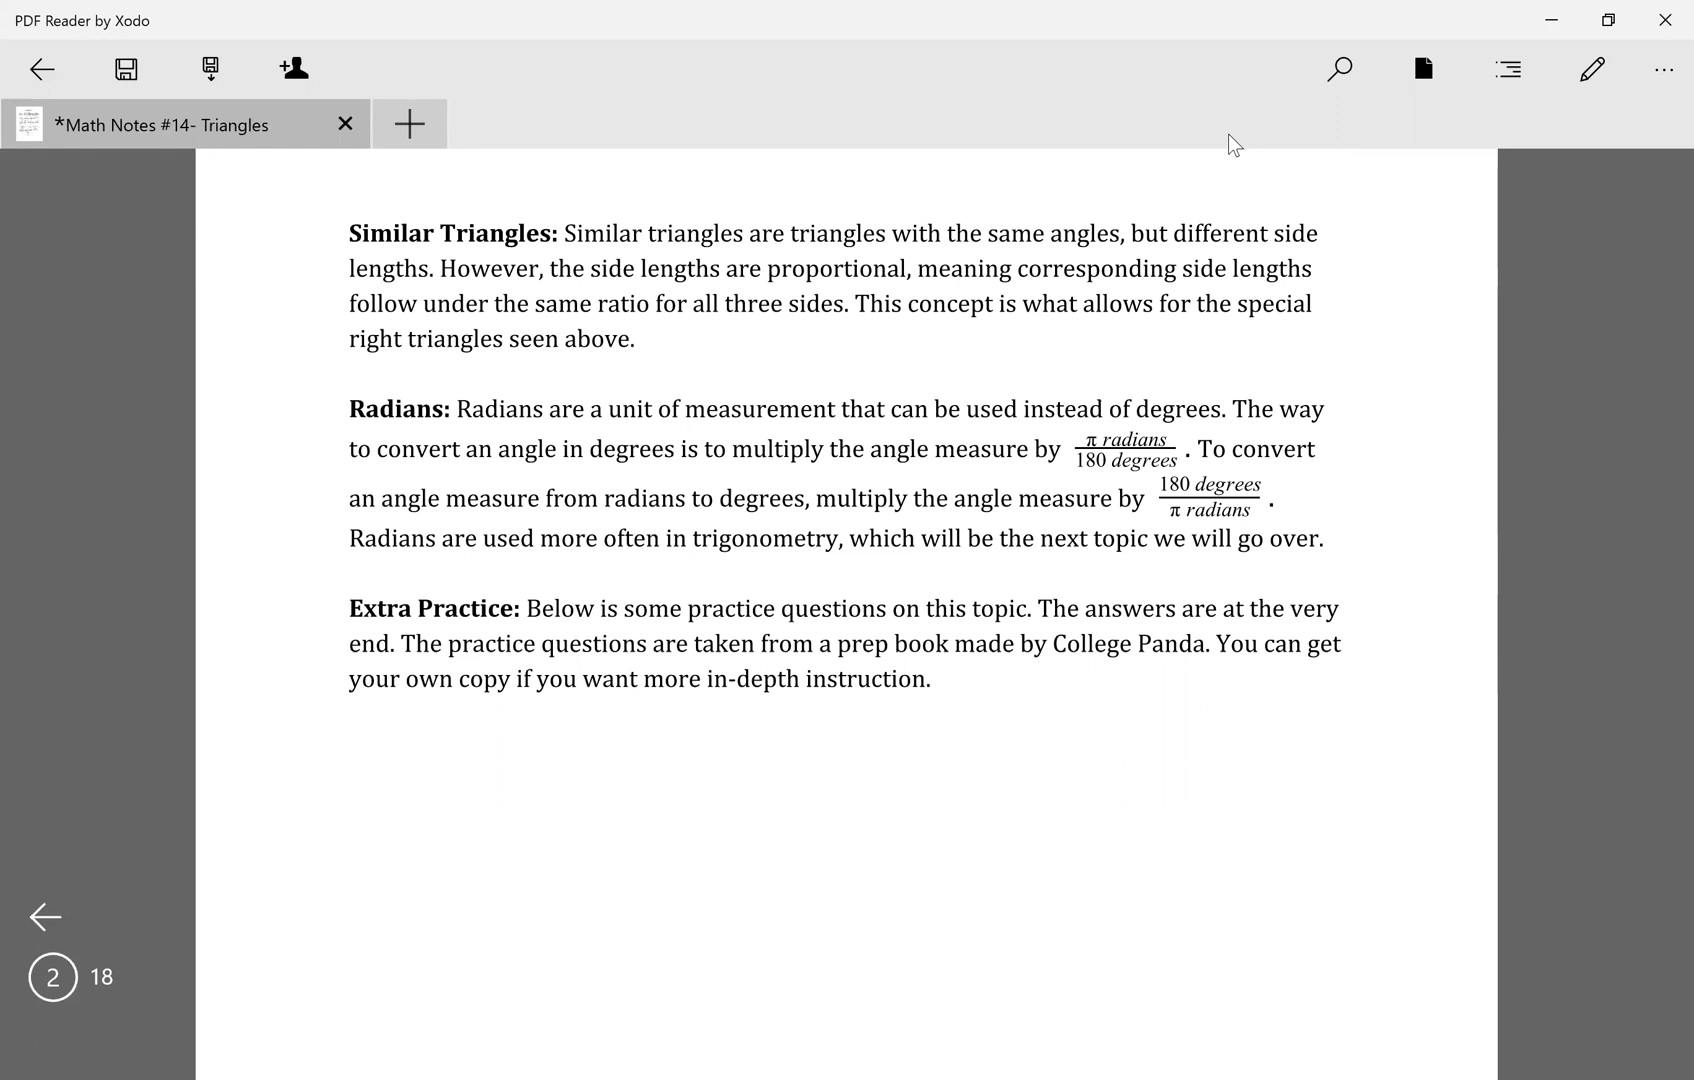 PDF Reader by Xodo
*Math Notes #14- Triangles
Similar Triangles: Similar triangles are triangles with the same angles, but different side
lengths. However, the side lengths are proportional, meaning corresponding side lengths
follow under the same ratio for all three sides. This concept is what allows for the special
right triangles seen above.
Radians: Radians are a unit of measurement that can be used instead of degrees. The way
to convert an angle in degrees is to multiply the angle measure by π radians / 180 degrees . To convert
an angle measure from radians to degrees, multiply the angle measure by 180 degrees / π radians .
Radians are used more often in trigonometry, which will be the next topic we will go over.
Extra Practice: Below is some practice questions on this topic. The answers are at the very
end. The practice questions are taken from a prep book made by College Panda. You can get
your own copy if you want more in-depth instruction.
2 18